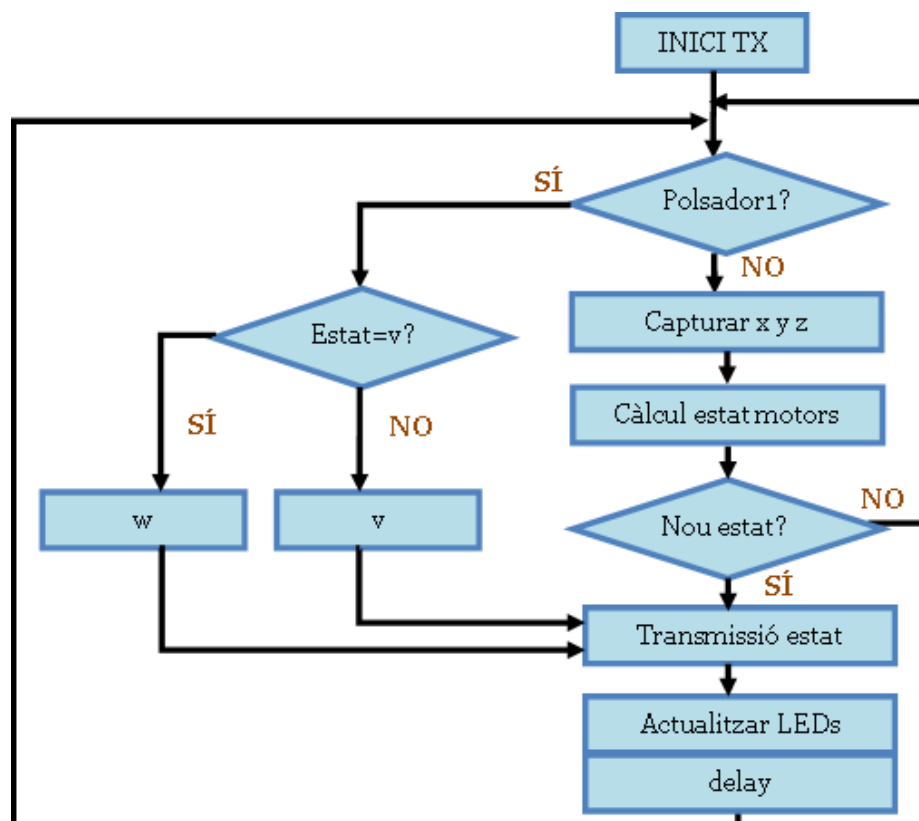 INICI TX
SÍ
Polsador1?
NO
Estat=v?
Capturar x y z
SÍ
NO
Càlcul estat motors
w
v
Nou estat?
NO
SÍ
Transmissió estat
Actualitzar LEDs
delay